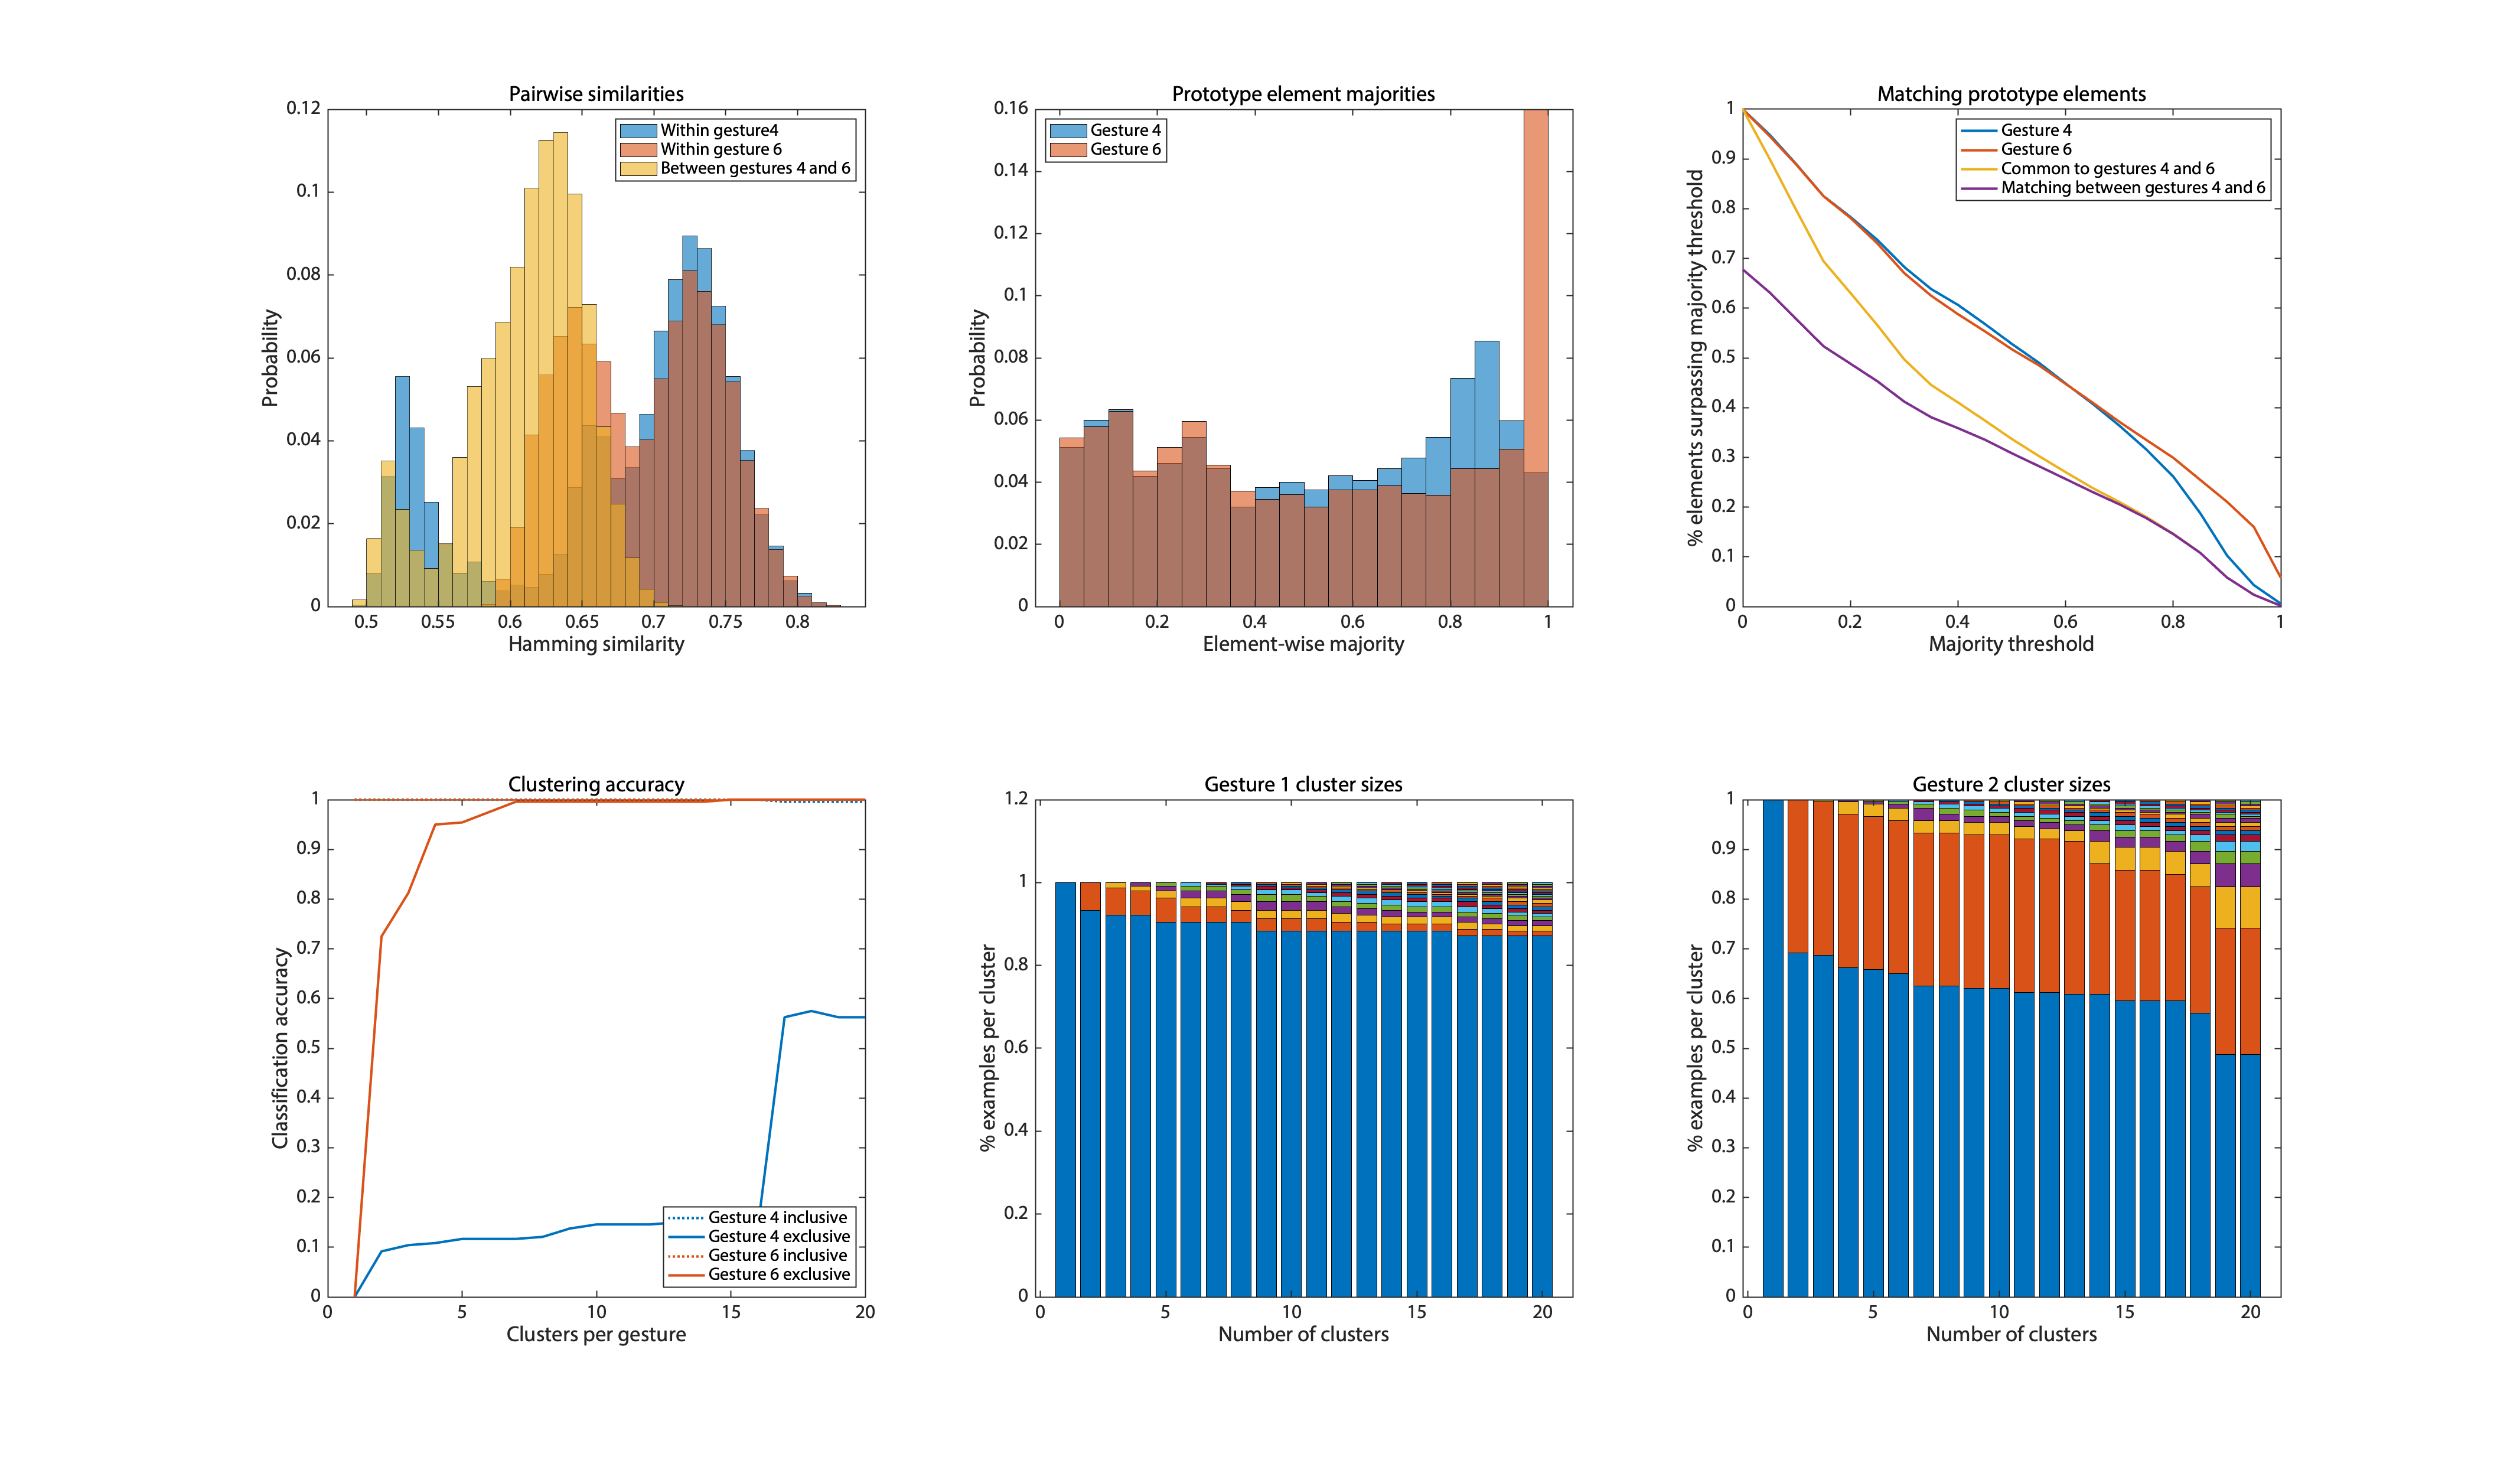 Pairwise similarities
0.12
0.1
0.08
0.06
0.04
0.02
0
Probability
Within gesture4
Within gesture 6
Between gestures 4 and 6
0.5 0.55 0.6 0.65 0.7 0.75 0.8
Hamming similarity
Prototype element majorities
0.16
0.14
0.12
0.1
0.08
0.06
0.04
0.02
0
Probability
Gesture 4
Gesture 6
0 0.2 0.4 0.6 0.8 1
Element-wise majority
Matching prototype elements
1
0.9
0.8
0.7
0.6
0.5
0.4
0.3
0.2
0.1
0
% elements surpassing majority threshold
Gesture 4
Gesture 6
Common to gestures 4 and 6
Matching between gestures 4 and 6
0 0.2 0.4 0.6 0.8 1
Majority threshold
Clustering accuracy
1
0.9
0.8
0.7
0.6
0.5
0.4
0.3
0.2
0.1
0
Classification accuracy
Gesture 4 inclusive
Gesture 4 exclusive
Gesture 6 inclusive
Gesture 6 exclusive
0 5 10 15 20
Clusters per gesture
Gesture 1 cluster sizes
1.2
1
0.8
0.6
0.4
0.2
0
% examples per cluster
0 5 10 15 20
Number of clusters
Gesture 2 cluster sizes
1
0.9
0.8
0.7
0.6
0.5
0.4
0.3
0.2
0.1
0
% examples per cluster
0 5 10 15 20
Number of clusters